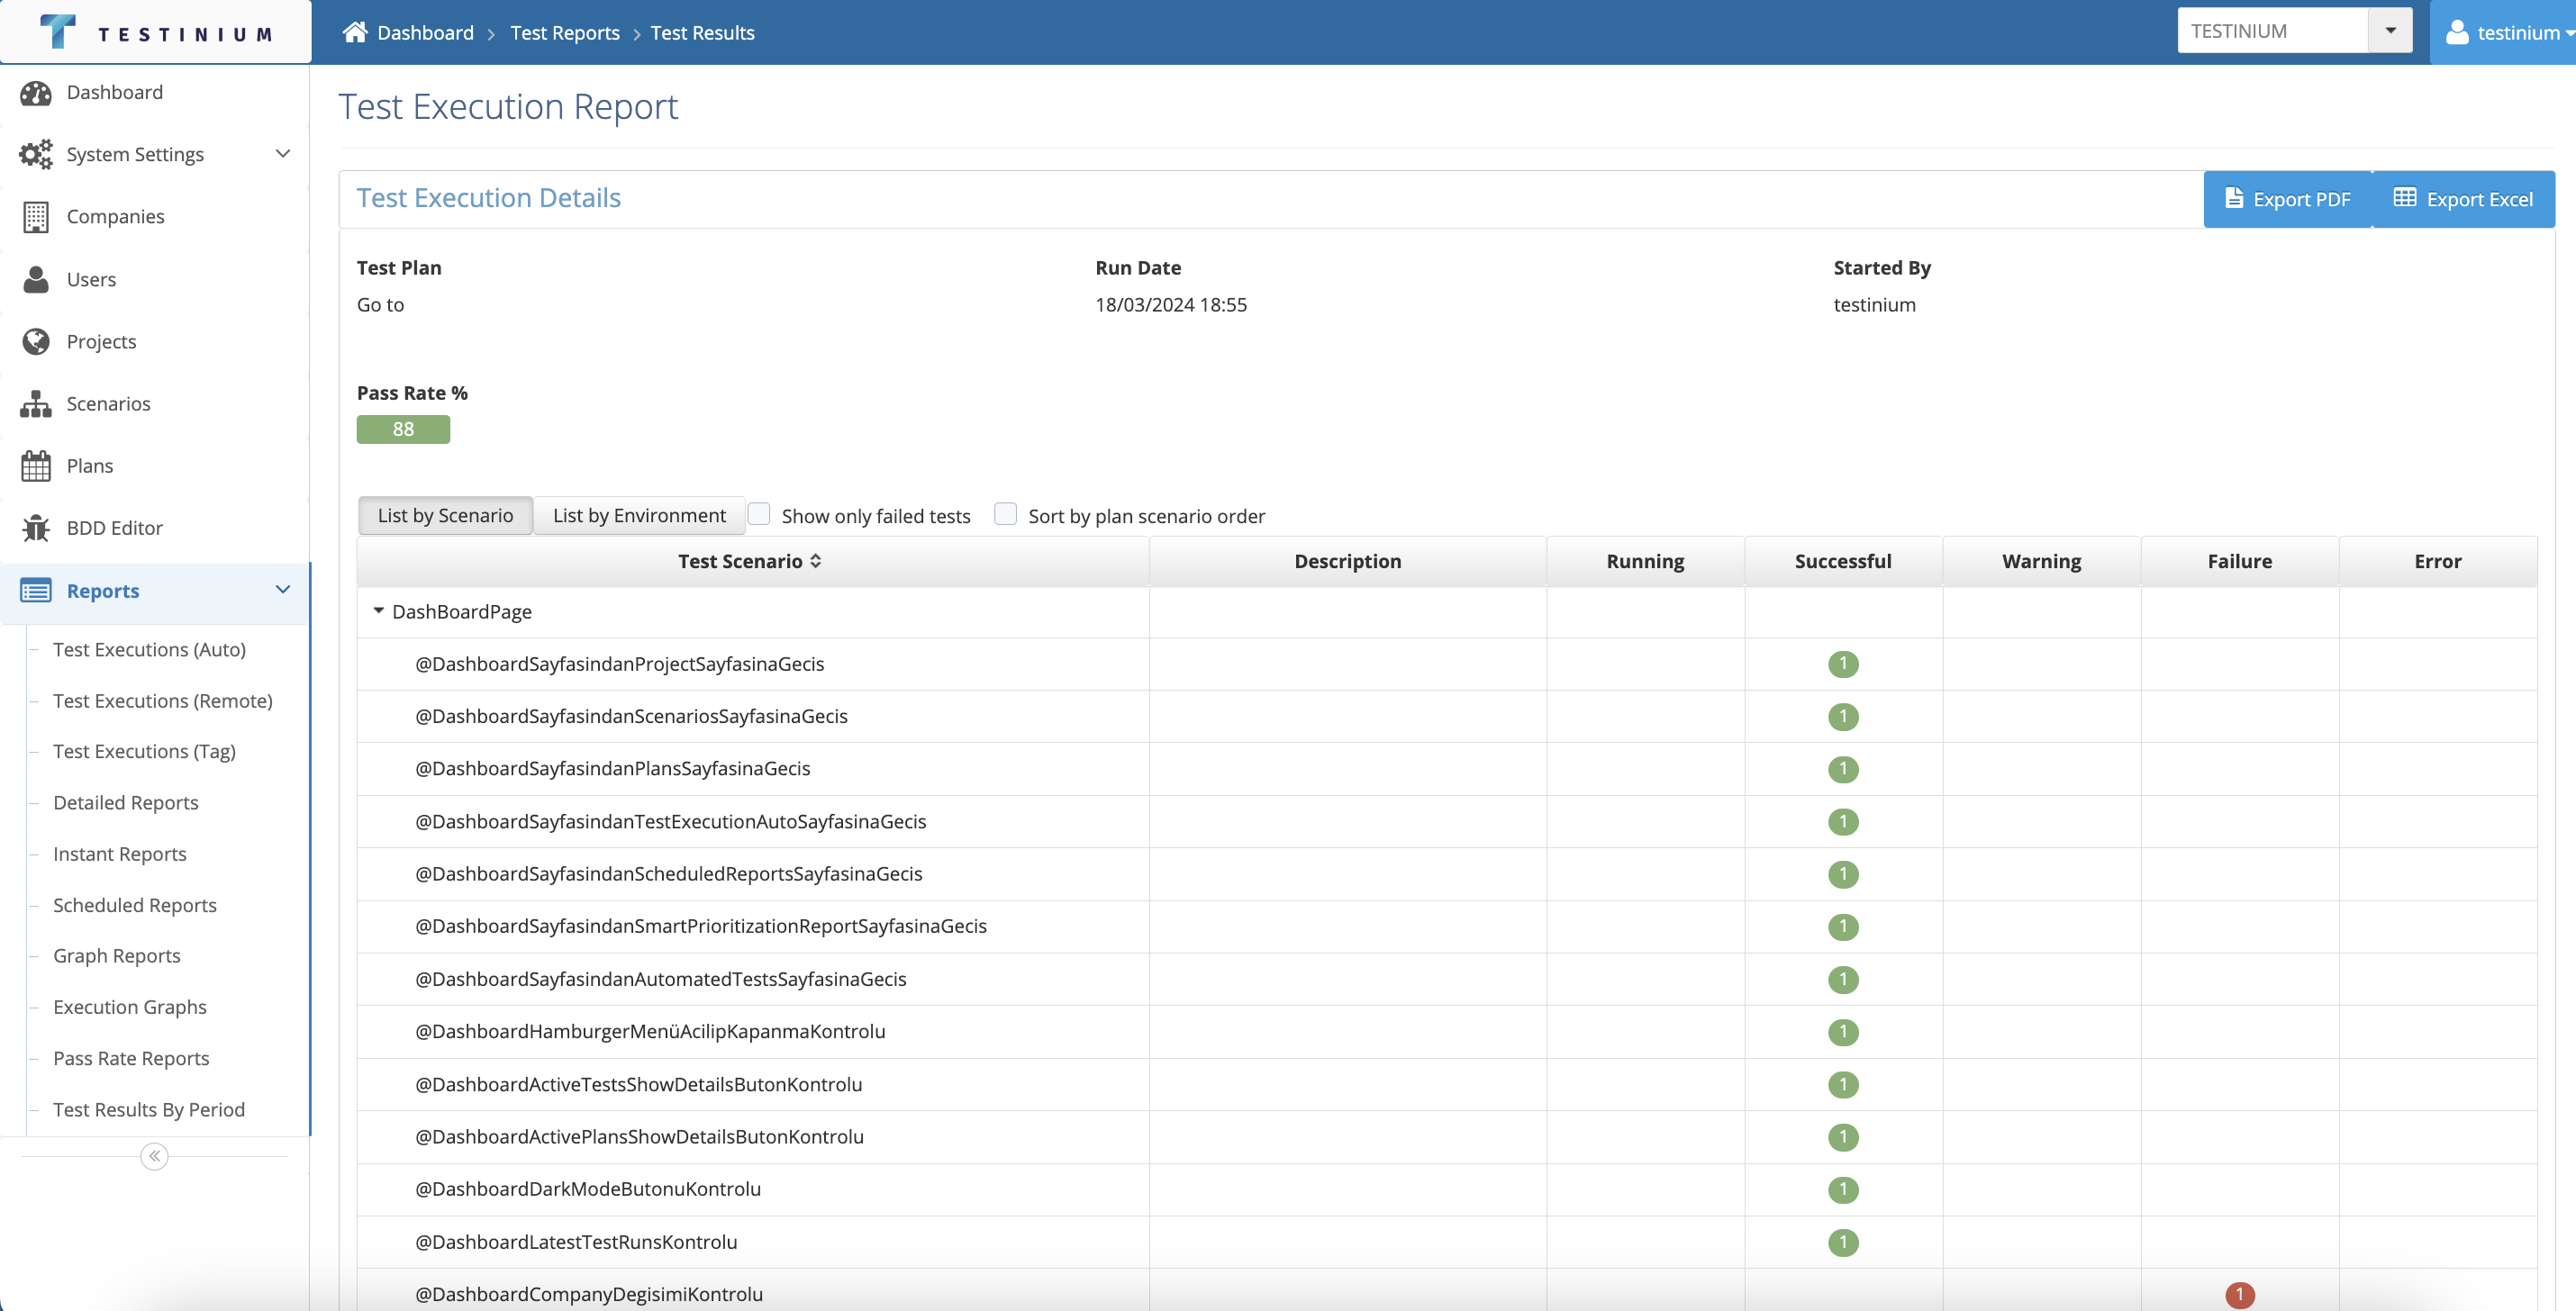 TESTINIUM
Dashboard > Test Reports > Test Results
TESTINIUM
testinium
Dashboard
System Settings
Companies
Users
Projects
Scenarios
Plans
BDD Editor
Reports
Test Executions (Auto)
Test Executions (Remote)
Test Executions (Tag)
Detailed Reports
Instant Reports
Scheduled Reports
Graph Reports
Execution Graphs
Pass Rate Reports
Test Results By Period
Test Execution Report
Test Execution Details
Export PDF
Export Excel
Test Plan Run Date Started By
Go to 18/03/2024 18:55 testinium
Pass Rate %
88
List by Scenario List by Environment Show only failed tests Sort by plan scenario order
Test Scenario Description Running Successful Warning Failure Error
DashBoardPage
@DashboardSayfasindanProjectSayfasinaGecis 1
@DashboardSayfasindanScenariosSayfasinaGecis 1
@DashboardSayfasindanPlansSayfasinaGecis 1
@DashboardSayfasindanTestExecutionAutoSayfasinaGecis 1
@DashboardSayfasindanScheduledReportsSayfasinaGecis 1
@DashboardSayfasindanSmartPrioritizationReportSayfasinaGecis 1
@DashboardSayfasindanAutomatedTestsSayfasinaGecis 1
@DashboardHamburgerMenüAcilipKapanmaKontrolu 1
@DashboardActiveTestsShowDetailsButonKontrolu 1
@DashboardActivePlansShowDetailsButonKontrolu 1
@DashboardDarkModeButonuKontrolu 1
@DashboardLatestTestRunsKontrolu 1
@DashboardCompanyDegisimiKontrolu 1